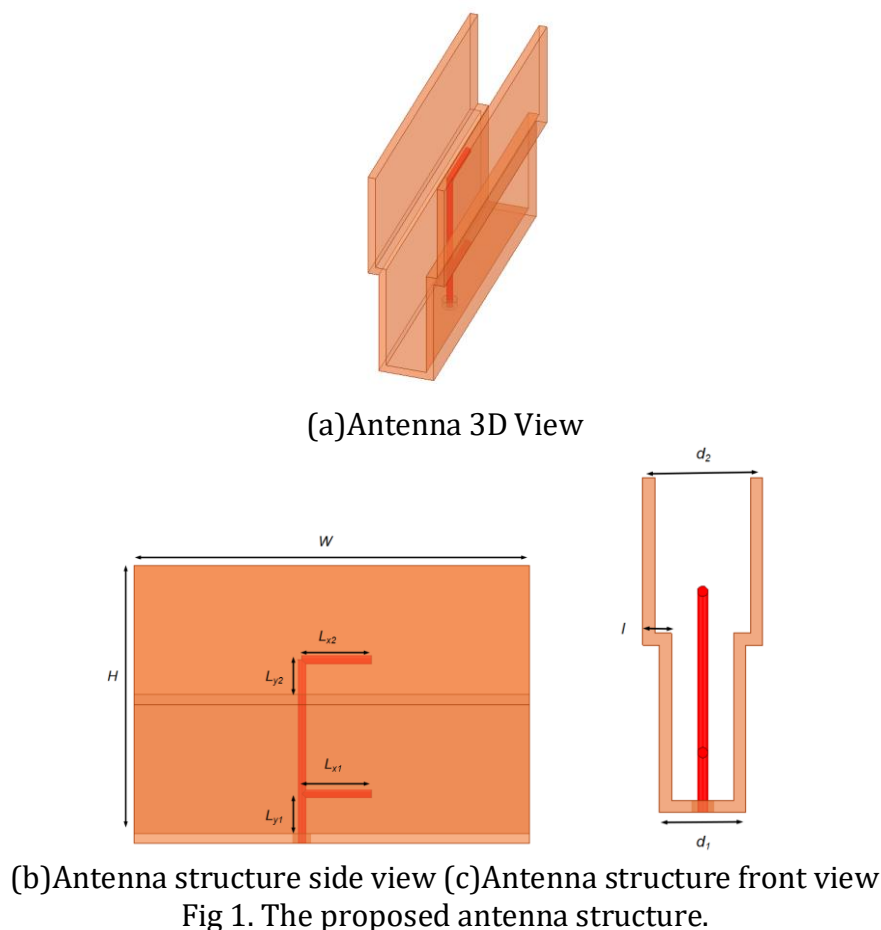 (a)Antenna 3D View
d2
W
Lx2
l
H
Ly2
Lx1
Ly1
d1
(b)Antenna structure side view (c)Antenna structure front view
Fig 1. The proposed antenna structure.